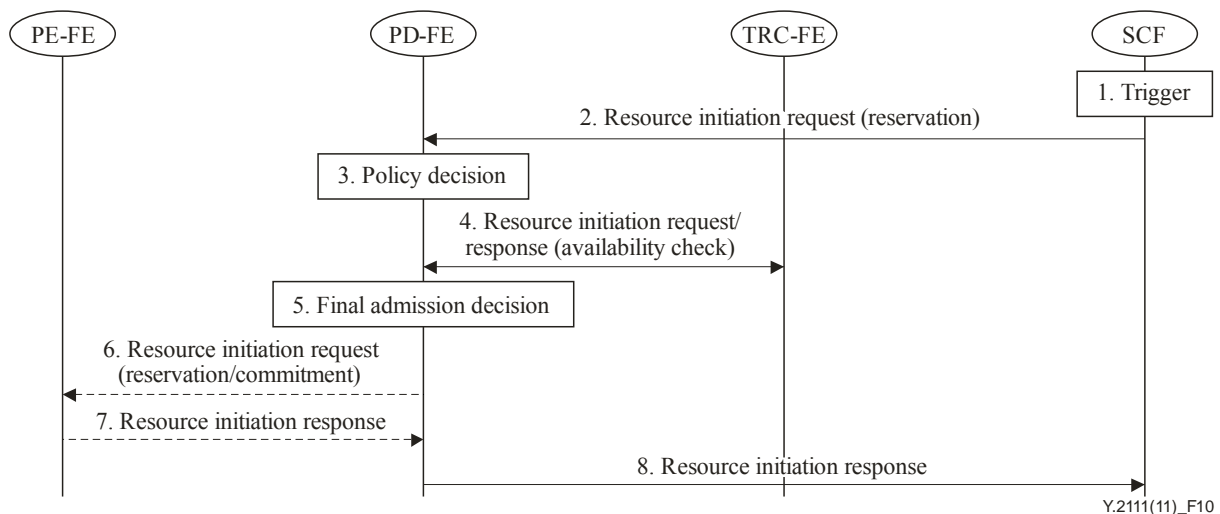 PE-FE
PD-FE
TRC-FE
SCF
1. Trigger
2. Resource initiation request (reservation)
3. Policy decision
4. Resource initiation request/
response (availability check)
5. Final admission decision
6. Resource initiation request
(reservation/commitment)
7. Resource initiation response
8. Resource initiation response
Y.2111(11)_F10